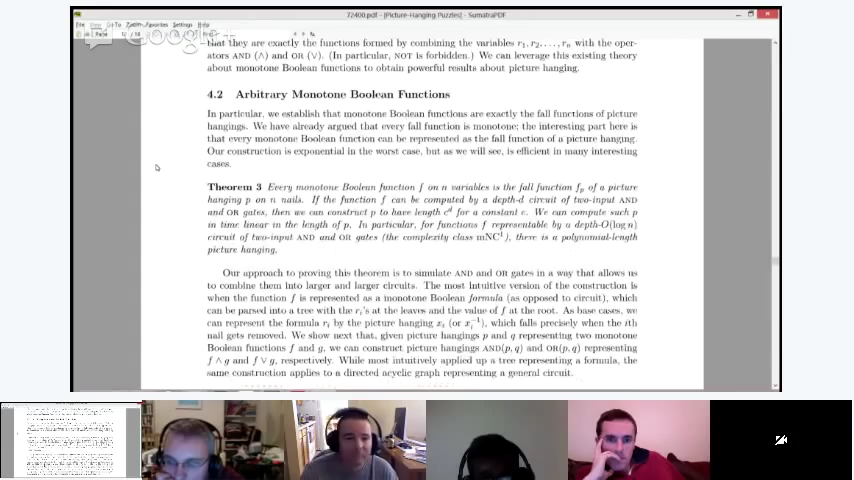 72400.pdf - [Picture-Hanging Puzzles] - SumatraPDF
File Go To Zoom Favorites Settings Help
Page
that they are exactly the functions formed by combining the variables r₁, r₂, . . . , rₙ with the oper-
ators AND (∧) and OR (∨). (In particular, NOT is forbidden.) We can leverage this existing theory
about monotone Boolean functions to obtain powerful results about picture hanging.
4.2 Arbitrary Monotone Boolean Functions
In particular, we establish that monotone Boolean functions are exactly the fall functions of picture
hangings. We have already argued that every fall function is monotone; the interesting part here is
that every monotone Boolean function can be represented as the fall function of a picture hanging.
Our construction is exponential in the worst case, but as we will see, is efficient in many interesting
cases.
Theorem 3 Every monotone Boolean function f on n variables is the fall function fₚ of a picture
hanging p on n nails. If the function f can be computed by a depth-d circuit of two-input AND
and OR gates, then we can construct p to have length cᵈ for a constant c. We can compute such p
in time linear in the length of p. In particular, for functions f representable by a depth-O(log n)
circuit of two-input AND and OR gates (the complexity class mNC¹), there is a polynomial-length
picture hanging.
Our approach to proving this theorem is to simulate AND and OR gates in a way that allows us
to combine them into larger and larger circuits. The most intuitive version of the construction is
when the function f is represented as a monotone Boolean formula (as opposed to circuit), which
can be parsed into a tree with the rᵢ's at the leaves and the value of f at the root. As base cases, we
can represent the formula rᵢ by the picture hanging xᵢ (or xᵢ⁻¹), which falls precisely when the ith
nail gets removed. We show next that, given picture hangings p and q representing two monotone
Boolean functions f and g, we can construct picture hangings AND(p, q) and OR(p, q) representing
f ∧ g and f ∨ g, respectively. While most intuitively applied up a tree representing a formula, the
same construction applies to a directed acyclic graph representing a general circuit.